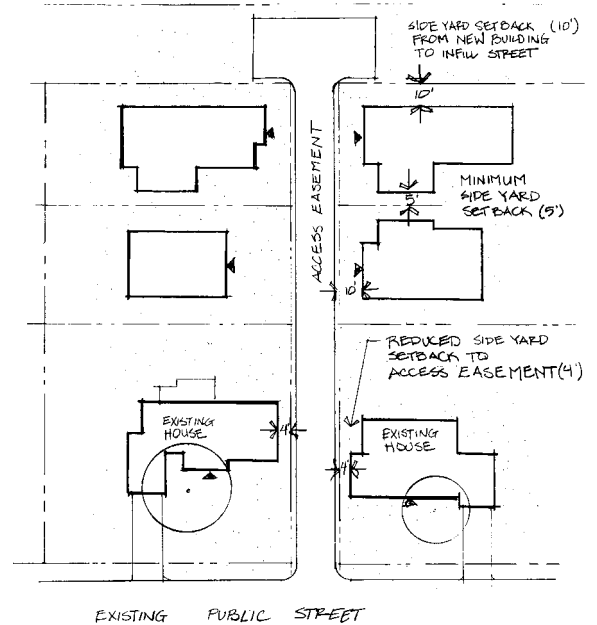 SIDE YARD SETBACK (10')
FROM NEW BUILDING
TO INFILL STREET
10'
ACCESS EASEMENT
MINIMUM
SIDE YARD
SETBACK (5')
5'
10'
REDUCED SIDE YARD
SETBACK TO
ACCESS EASEMENT (4')
EXISTING
HOUSE
4'
EXISTING
HOUSE
4'
EXISTING PUBLIC STREET